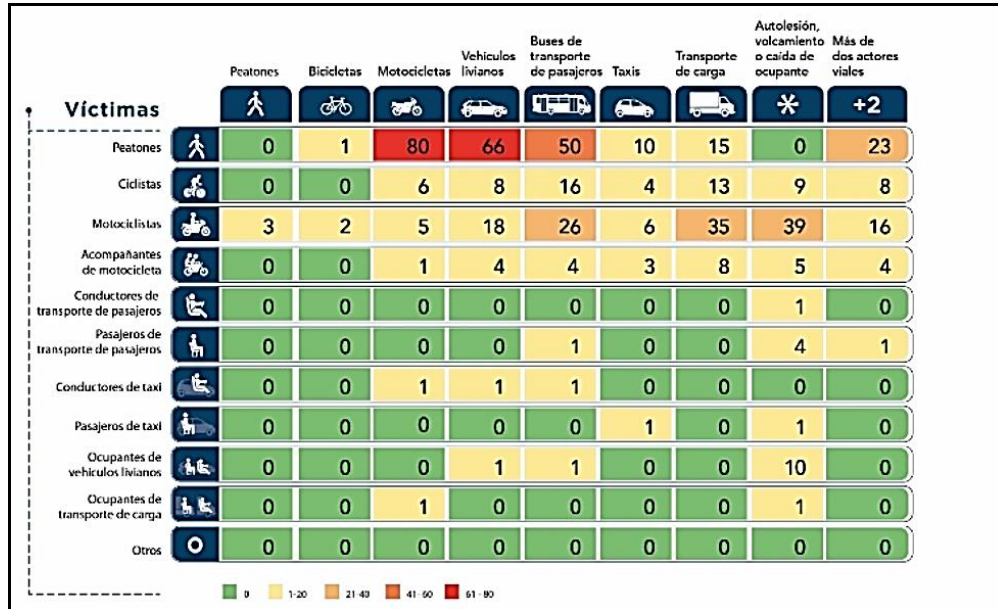 Peatones Bicicletas Motocicletas Vehículos livianos Buses de transporte de pasajeros Taxis Transporte de carga Autolesión, volcamiento o caída de ocupante Más de dos actores viales
Víctimas +2
Peatones 0 1 80 66 50 10 15 0 23
Ciclistas 0 0 6 8 16 4 13 9 8
Motociclistas 3 2 5 18 26 6 35 39 16
Acompañantes de motocicleta 0 0 1 4 4 3 8 5 4
Conductores de transporte de pasajeros 0 0 0 0 0 0 0 1 0
Pasajeros de transporte de pasajeros 0 0 0 0 1 0 0 4 1
Conductores de taxi 0 0 1 1 1 0 0 0 0
Pasajeros de taxi 0 0 0 0 0 1 0 1 0
Ocupantes de vehículos livianos 0 0 0 1 1 0 0 10 0
Ocupantes de transporte de carga 0 0 1 0 0 0 0 1 0
Otros 0 0 0 0 0 0 0 0 0
0 1-20 21-40 41-60 61-80